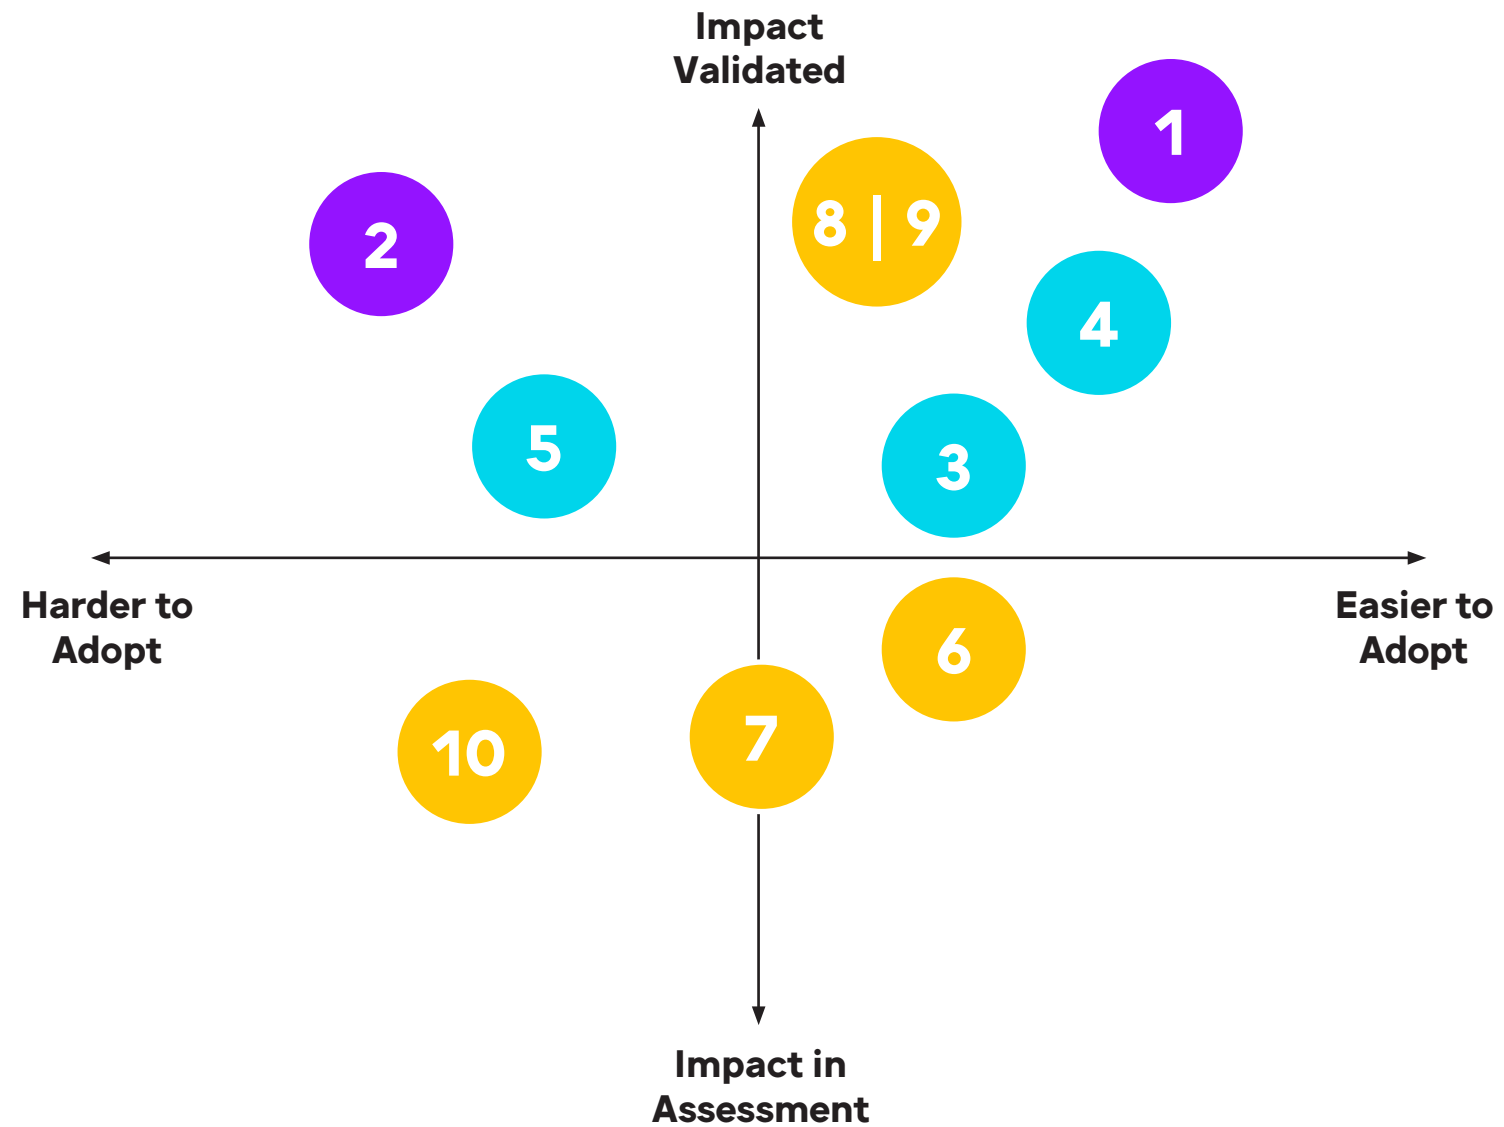 Impact
Validated
1
8 | 9
2
4
5
3
Harder to
Adopt
Easier to
Adopt
6
7
10
Impact in
Assessment